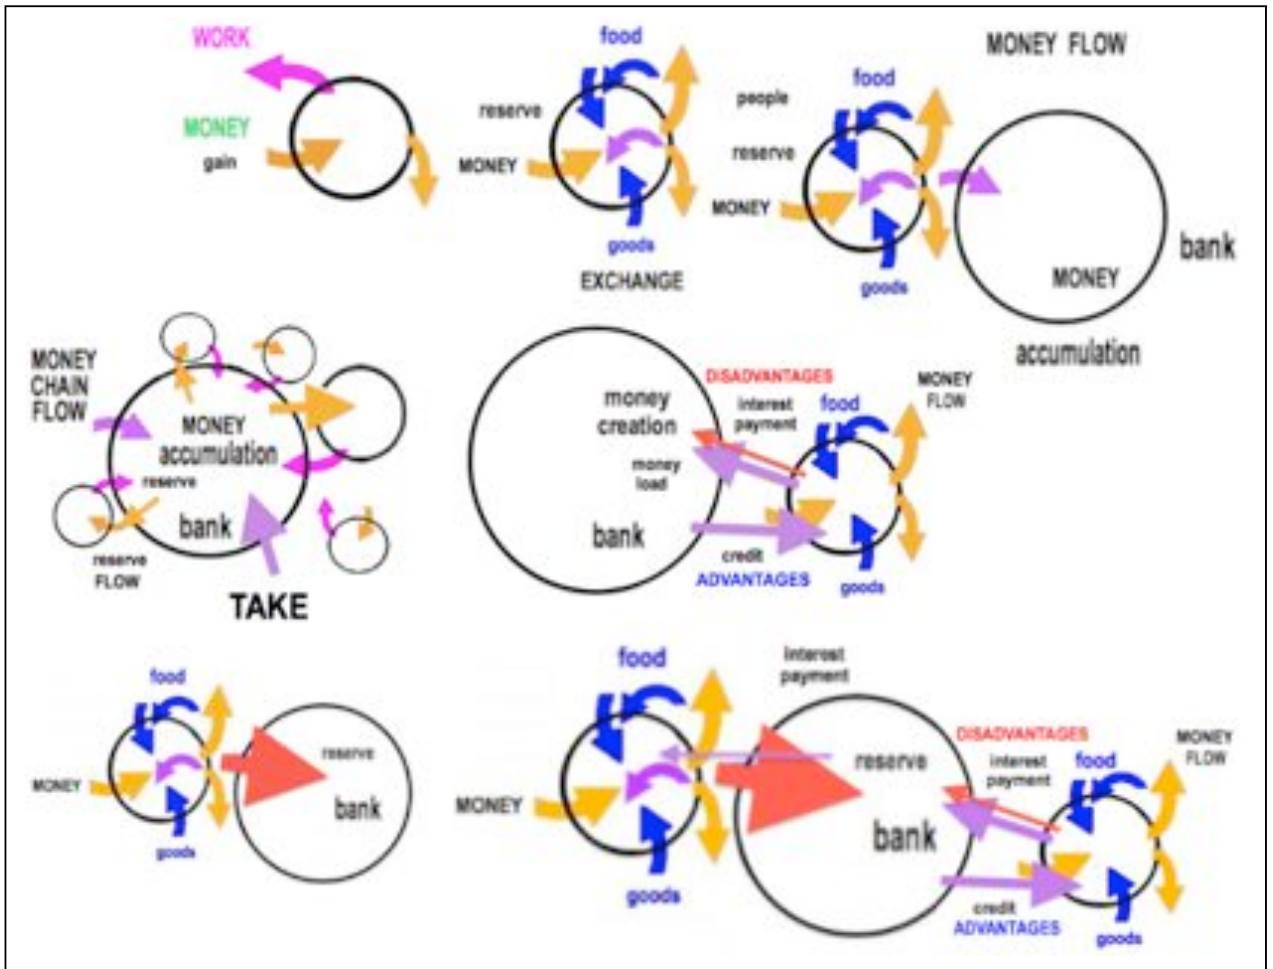 WORK
MONEY
gain
food
reserve
MONEY
goods
EXCHANGE
MONEY FLOW
people
food
reserve
MONEY
goods
bank
MONEY
accumulation
MONEY
CHAIN
FLOW
MONEY
accumulation
reserve
bank
reserve
FLOW
TAKE
money
creation
money
load
bank
DISADVANTAGES
interest
payment
food
MONEY
FLOW
credit
ADVANTAGES
goods
food
MONEY
goods
reserve
bank
food
MONEY
goods
interest
payment
reserve
bank
DISADVANTAGES
interest
payment
food
MONEY
FLOW
credit
ADVANTAGES
goods